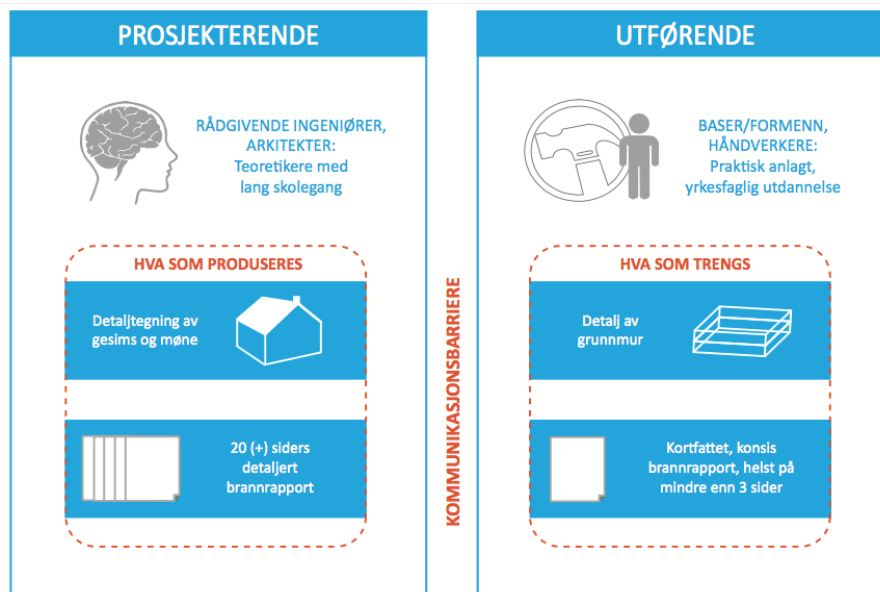 PROSJEKTERENDE
RÅDGIVENDE INGENIØRER,
ARKITEKTER:
Teoretikere med
lang skolegang
HVA SOM PRODUSERES
Detaljtegning av
gesims og møne
20 (+) siders
detaljert
brannrapport
KOMMUNIKASJONSBARRIERE
UTFØRENDE
BASER/FORMENN,
HÅNDVERKERE:
Praktisk anlagt,
yrkesfaglig utdannelse
HVA SOM TRENGS
Detalj av
grunnmur
Kortfattet, konsis
brannrapport, helst på
mindre enn 3 sider